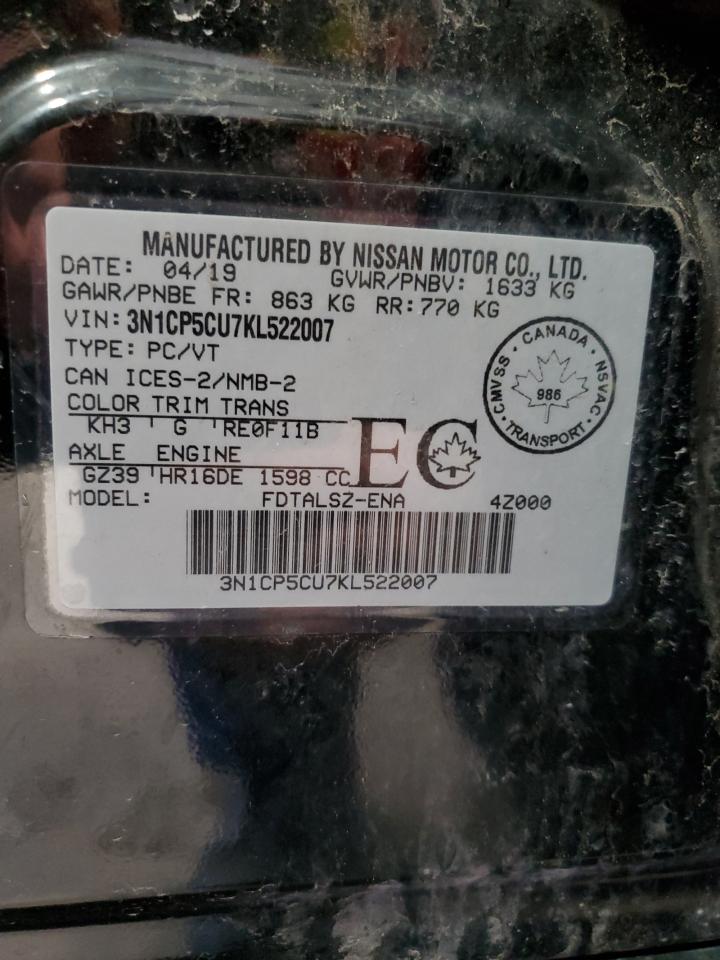 MANUFACTURED BY NISSAN MOTOR CO., LTD.
DATE: 04/19 GVWR/PNBV: 1633 KG
GAWR/PNBE FR: 863 KG RR: 770 KG
VIN: 3N1CP5CU7KL522007
TYPE: PC/VT
CAN ICES-2/NMB-2
COLOR TRIM TRANS
KH3 G RE0F11B
AXLE ENGINE
GZ39 HR16DE 1598 CC
EC
CANADA
CMVSS NSVAC
986
TRANSPORT
MODEL: FDTALSZ-ENA 4Z000
3N1CP5CU7KL522007